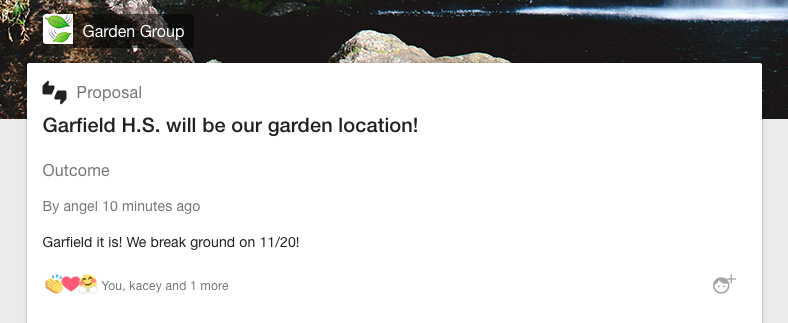 Garden Group
Proposal
Garfield H.S. will be our garden location!
Outcome
By angel 10 minutes ago
Garfield it is! We break ground on 11/20!
You, kacey and 1 more